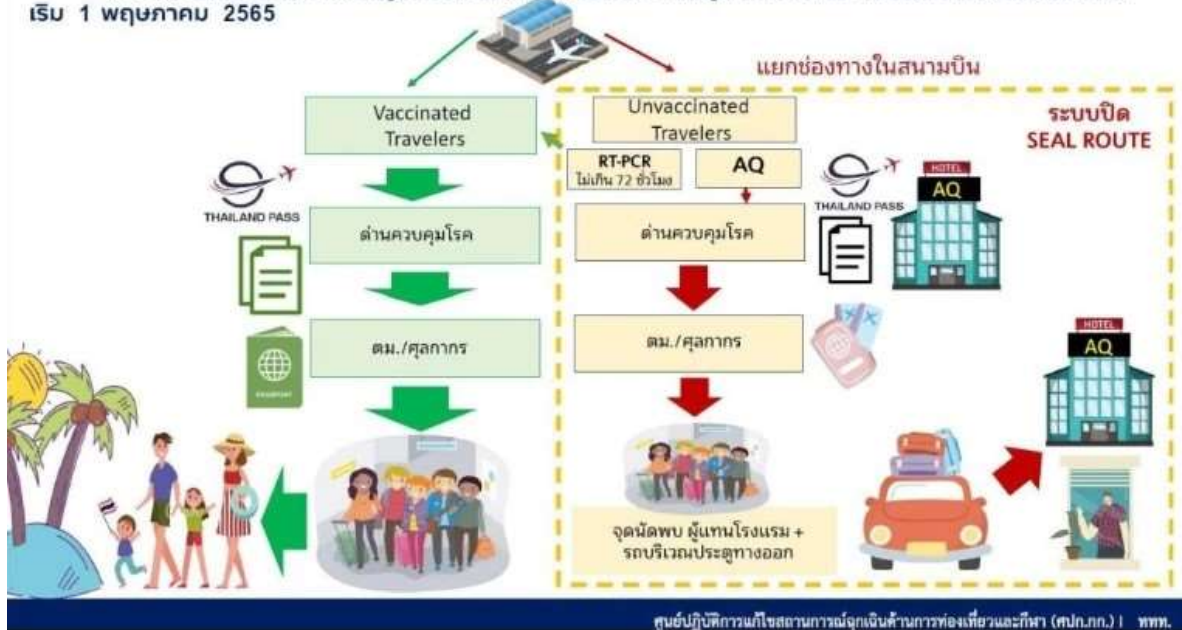 เริ่ม 1 พฤษภาคม 2565
แยกช่องทางในสนามบิน
Vaccinated
Travelers
Unvaccinated
Travelers
ระบบปิด
SEAL ROUTE
RT-PCR
ไม่เกิน 72 ชั่วโมง
AQ
THAILAND PASS
THAILAND PASS
HOTEL
AQ
ด่านควบคุมโรค
ด่านควบคุมโรค
ตม./ศุลกากร
ตม./ศุลกากร
PASSPORT
HOTEL
AQ
จุดนัดพบ ผู้แทนโรงแรม +
รถบริเวณประตูทางออก
ศูนย์ปฏิบัติการแก้ไขสถานการณ์ฉุกเฉินด้านการท่องเที่ยวและกีฬา (ศปก.กก.) | ททท.